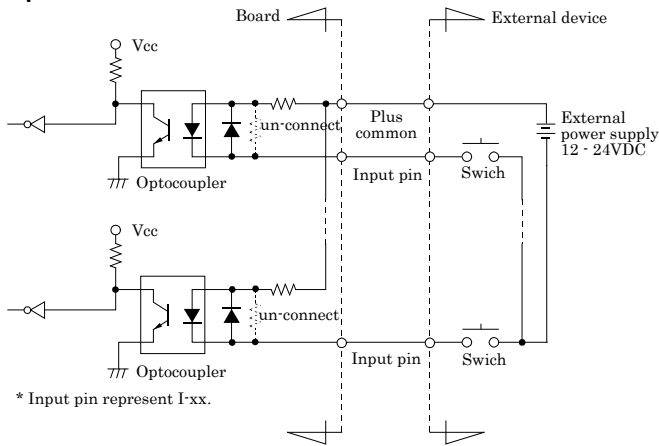 Board
External device
Vcc
un-connect
Plus
common
External
power supply
12 - 24VDC
Optocoupler
Input pin
Swich
Vcc
un-connect
Optocoupler
Input pin
Swich
* Input pin represent I-xx.